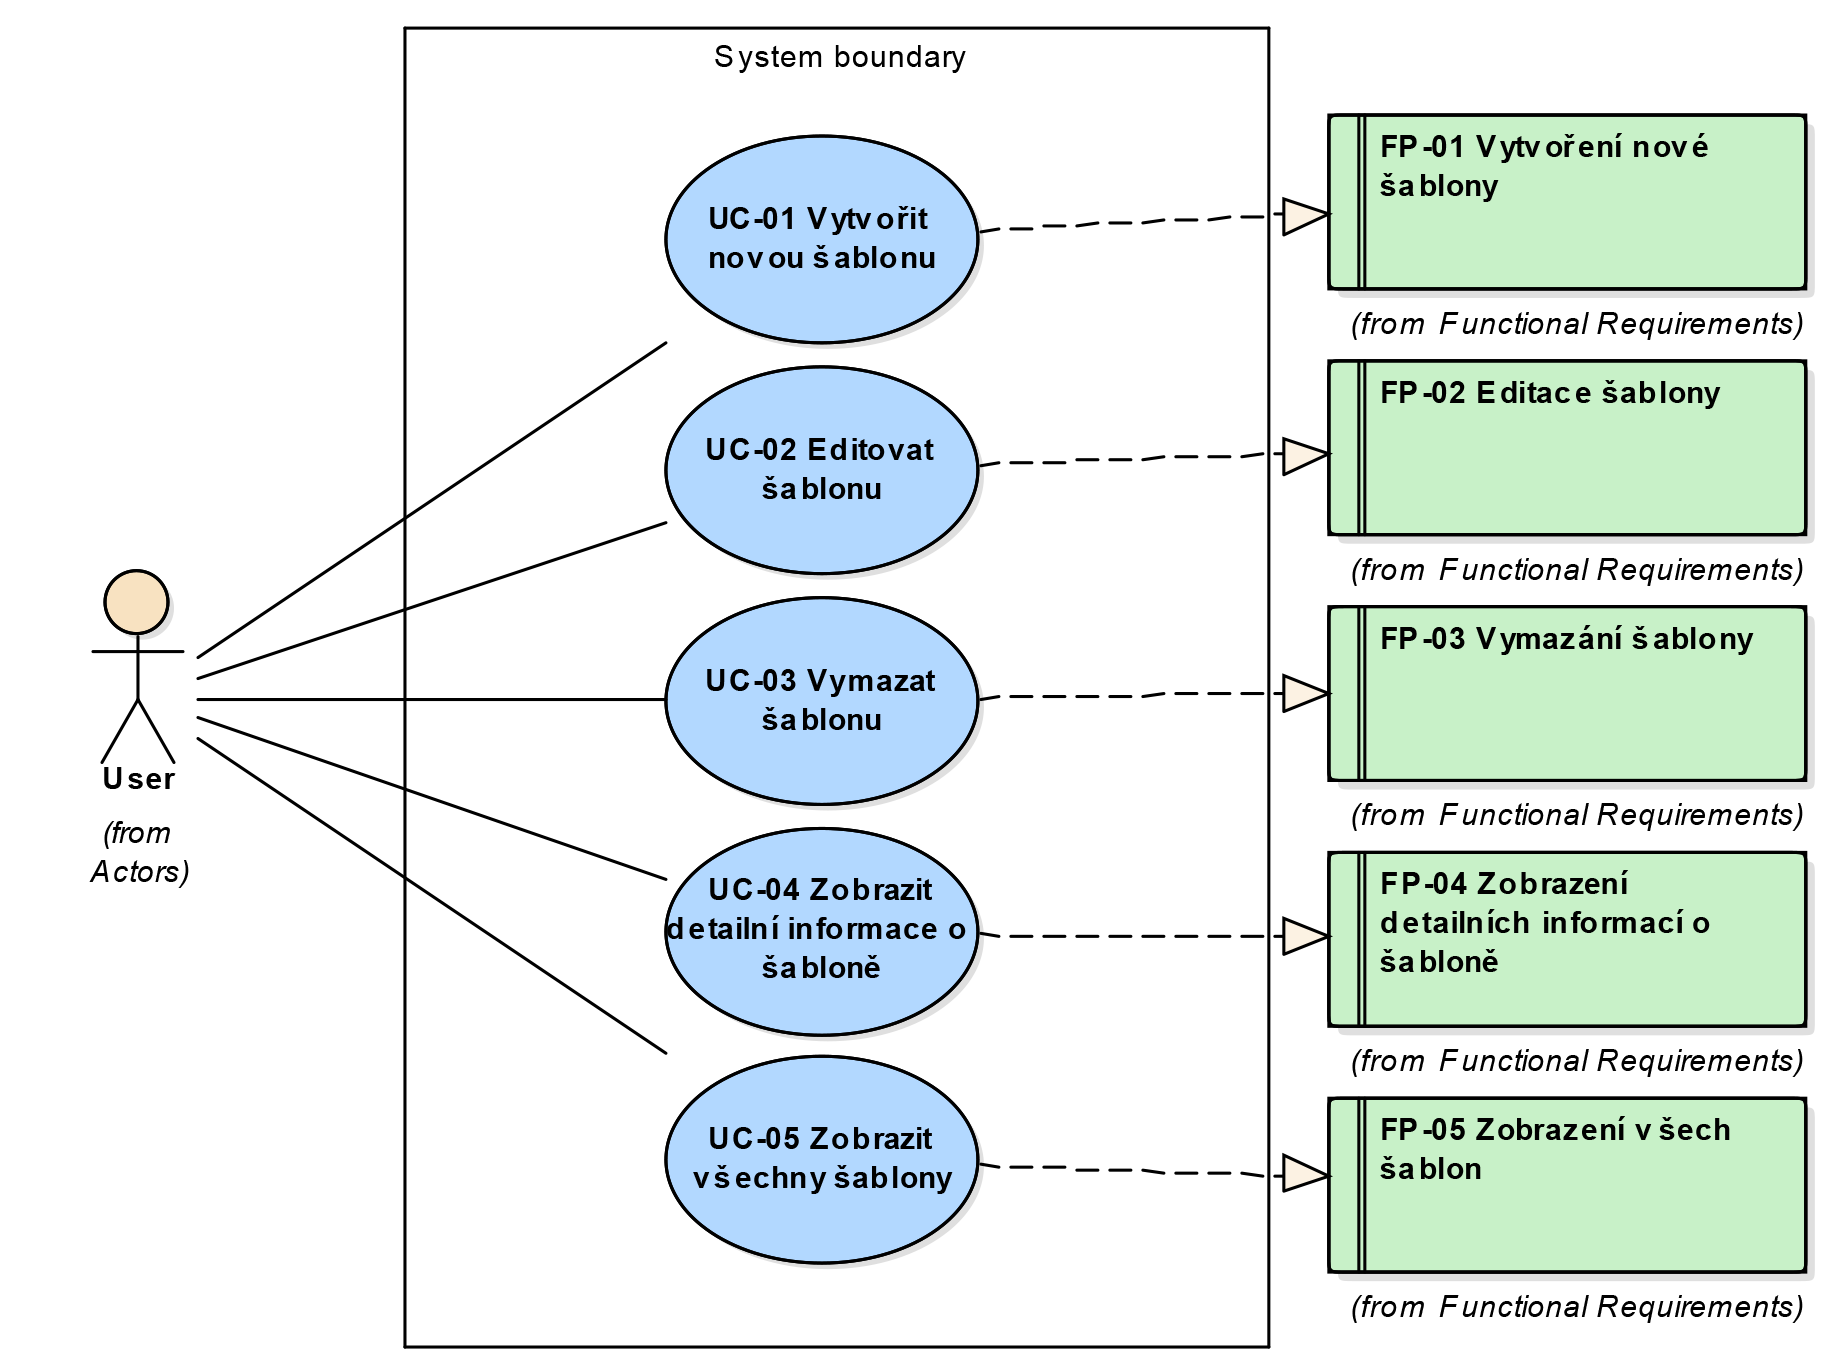 System boundary
UC-01 Vytvořit
novou šablonu
UC-02 Editovat
šablonu
UC-03 Vymazat
šablonu
UC-04 Zobrazit
detailní informace o
šabloně
UC-05 Zobrazit
všechny šablony
User
(from
Actors)
FP-01 Vytvoření nové
šablony
(from Functional Requirements)
FP-02 Editace šablony
(from Functional Requirements)
FP-03 Vymazání šablony
(from Functional Requirements)
FP-04 Zobrazení
detailních informací o
šabloně
(from Functional Requirements)
FP-05 Zobrazení všech
šablon
(from Functional Requirements)